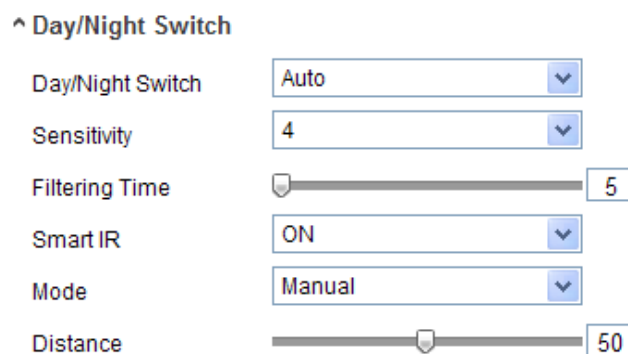 Day/Night Switch
Day/Night Switch Auto
Sensitivity 4
Filtering Time 5
Smart IR ON
Mode Manual
Distance 50